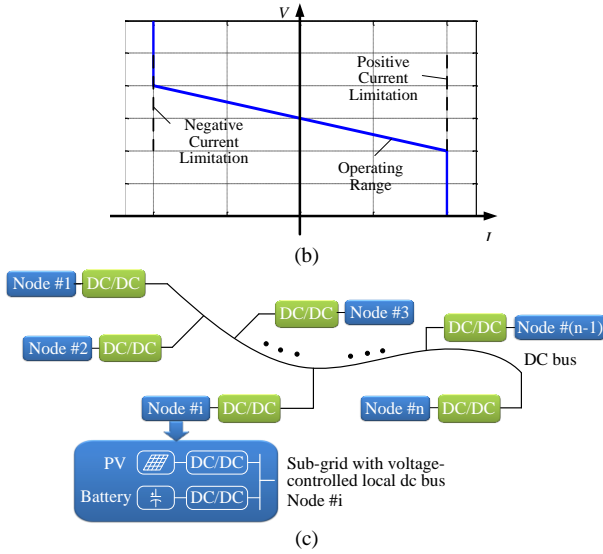 V
Positive
Current
Limitation
Negative
Current
Limitation
Operating
Range
I
(b)
Node #1
DC/DC
DC/DC
Node #3
DC/DC
Node #(n-1)
Node #2
DC/DC
DC bus
Node #i
DC/DC
Node #n
DC/DC
PV
DC/DC
Battery
DC/DC
Sub-grid with voltage-
controlled local dc bus
Node #i
(c)